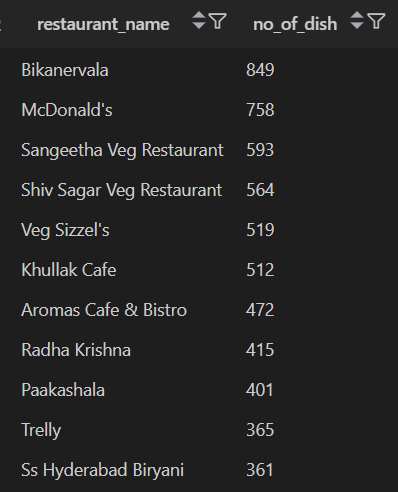 restaurant_name no_of_dish
Bikanervala 849
McDonald's 758
Sangeetha Veg Restaurant 593
Shiv Sagar Veg Restaurant 564
Veg Sizzel's 519
Khullak Cafe 512
Aromas Cafe & Bistro 472
Radha Krishna 415
Paakashala 401
Trelly 365
Ss Hyderabad Biryani 361